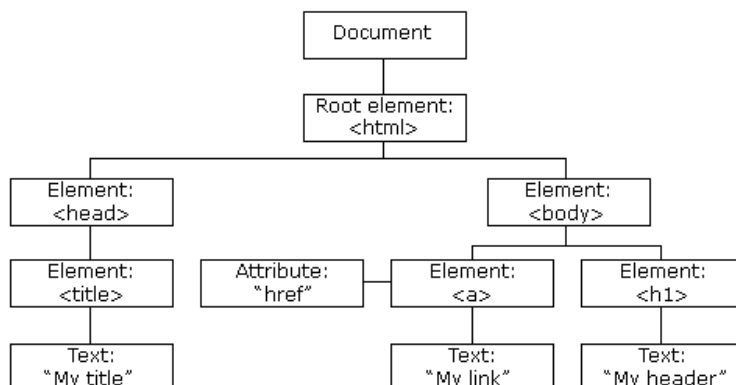 Document
Root element:
<html>
Element:
<head>
Element:
<body>
Element:
<title>
Attribute:
“href”
Element:
<a>
Element:
<h1>
Text:
“My title”
Text:
“My link”
Text:
“My header”